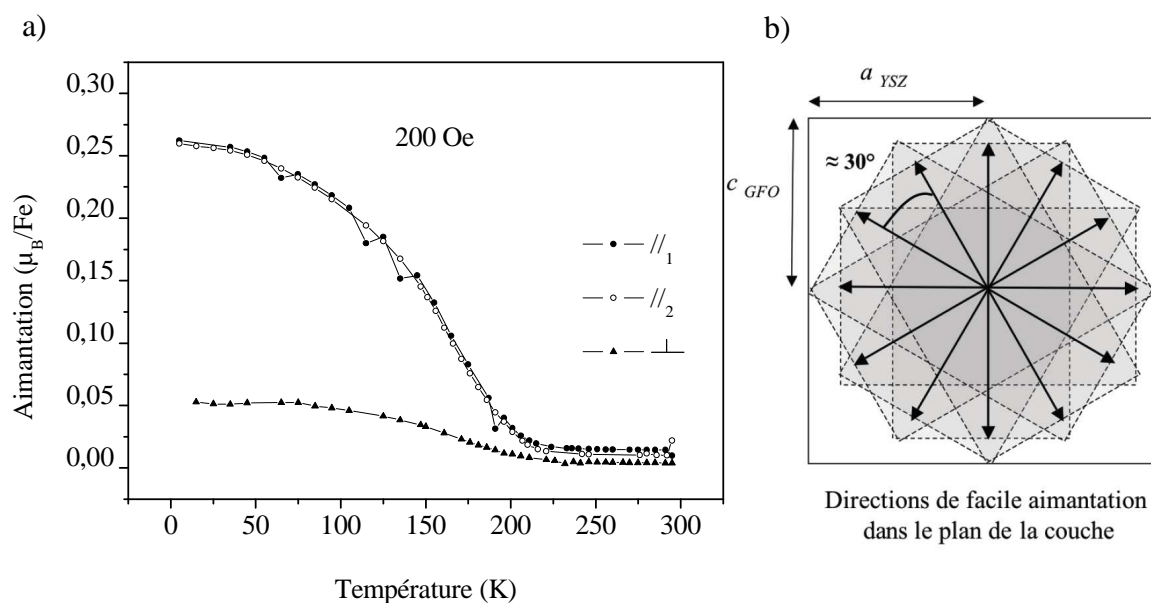 a)
0,30
0,25
0,20
0,15
0,10
0,05
0,00
Aimantation (μB/Fe)
200 Oe
//1
//2
⊥
0 50 100 150 200 250 300
Température (K)
b)
a YSZ
c GFO
≈ 30°
Directions de facile aimantation
dans le plan de la couche